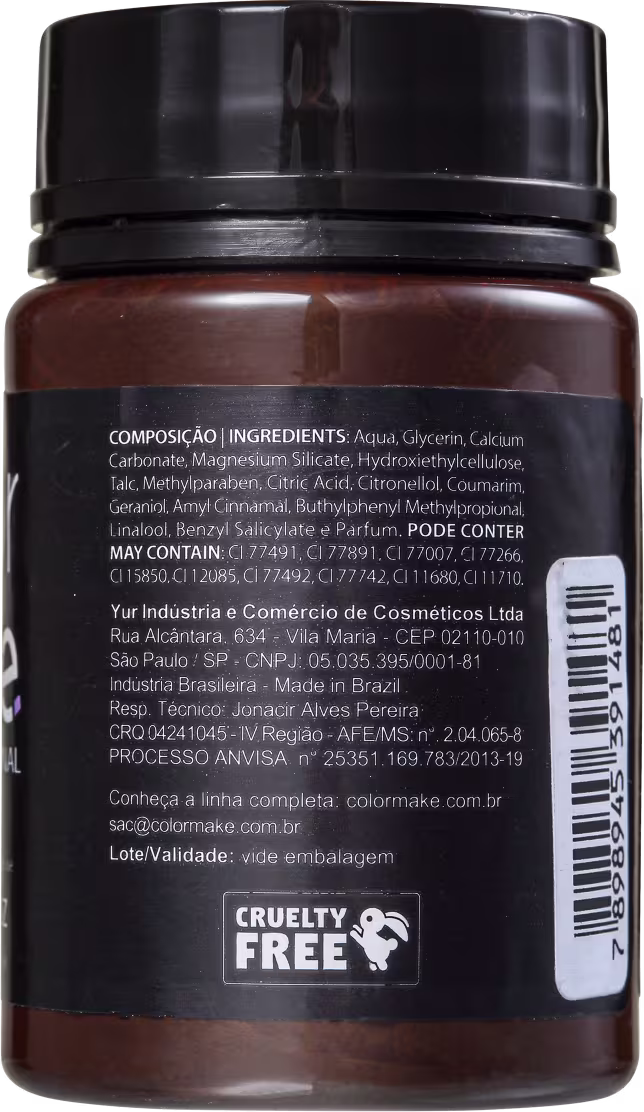 COMPOSIÇÃO | INGREDIENTS: Aqua, Glycerin, Calcium
Carbonate, Magnesium Silicate, Hydroxiethylcellulose,
Talc, Methylparaben, Citric Acid, Citronellol, Coumarim,
Geraniol, Amyl Cinnamal, Buthylphenyl Methylpropional,
Linalool, Benzyl Salicylate e Parfum. PODE CONTER
MAY CONTAIN: CI 77491, CI 77891, CI 77007, CI 77266,
CI 15850, CI 12085, CI 77492, CI 77742, CI 11680, CI 11710.
Yur Indústria e Comércio de Cosméticos Ltda
Rua Alcântara, 634 - Vila Maria - CEP 02110-010
São Paulo / SP - CNPJ: 05.035.395/0001-81
Indústria Brasileira - Made in Brazil
Resp. Técnico: Jonacir Alves Pereira
CRQ 04241045 - IV Região - AFE/MS: nº. 2.04.065-8
PROCESSO ANVISA nº 25351.169.783/2013-19
Conheça a linha completa: colormake.com.br
sac@colormake.com.br
Lote/Validade: vide embalagem
CRUELTY
FREE
7 898945 391481